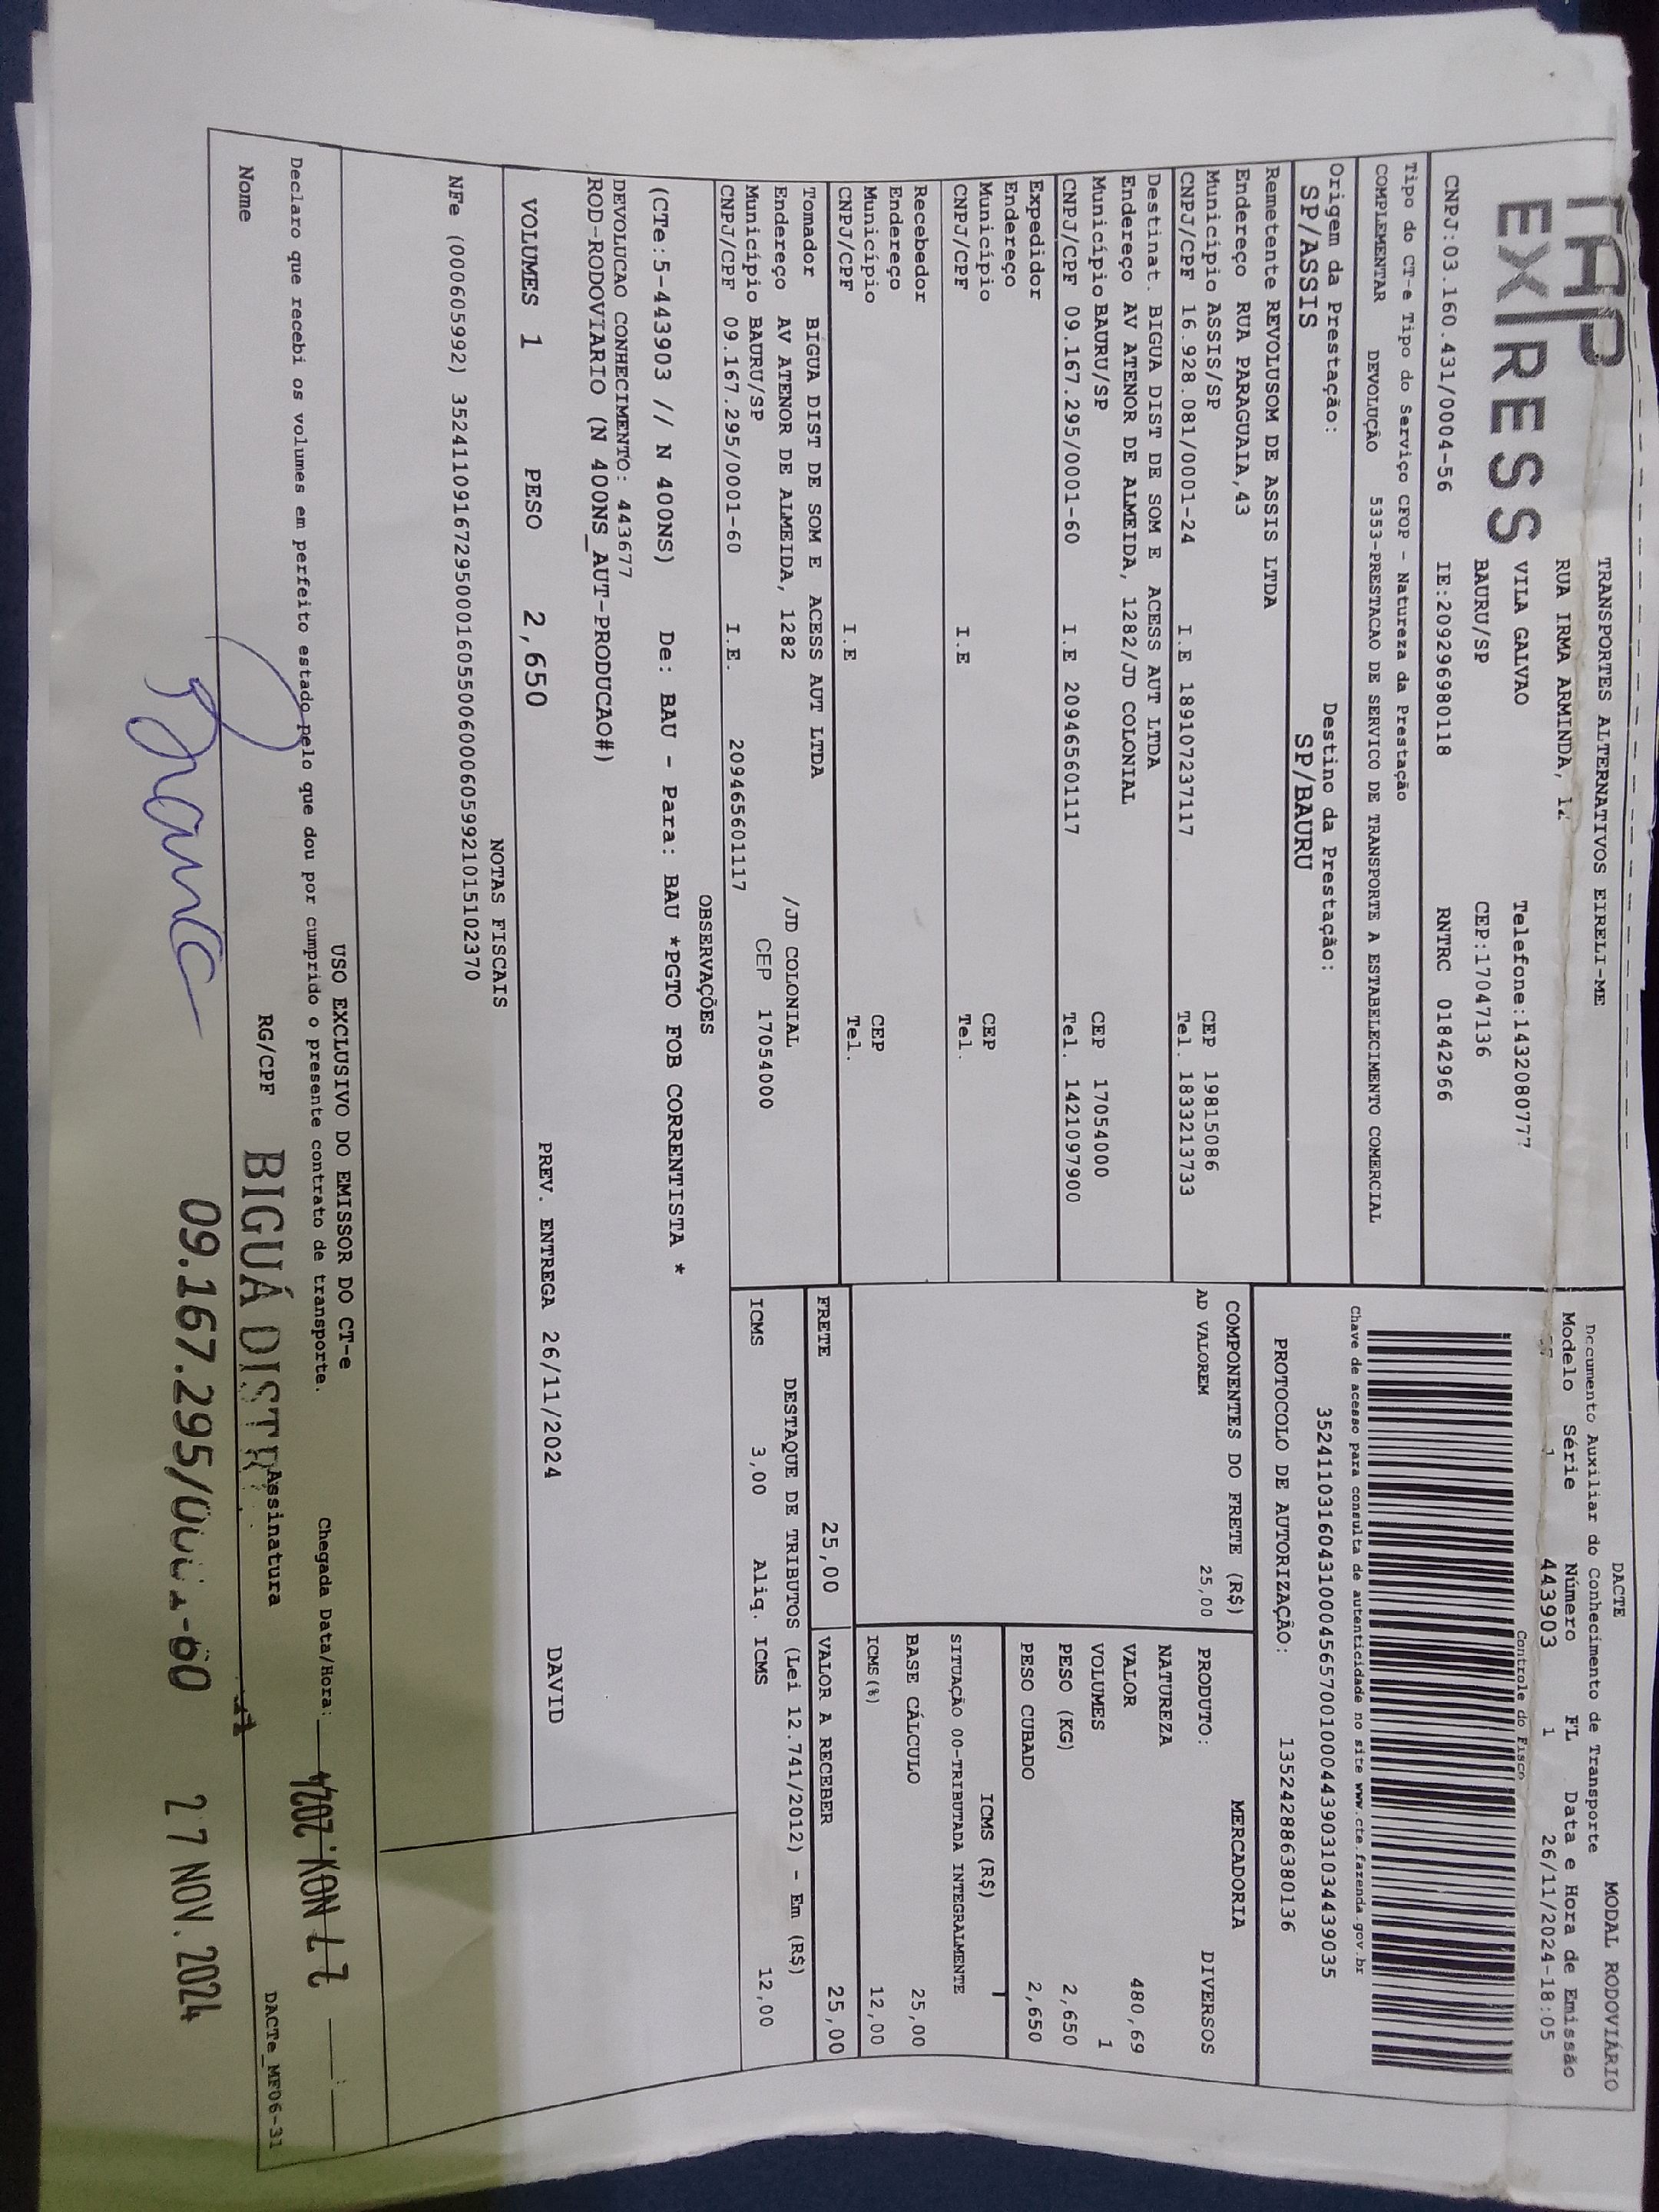 TAP
EXPRESS
TRANSPORTES ALTERNATIVOS EIRELI-ME
RUA IRMA ARMINDA,
VILA GALVAO Telefone:1432080777
BAURU/SP CEP:17047136
CNPJ:03.160.431/0004-56 IE:209296980118 RNTRC 01842966
DACTE MODAL RODOVIÁRIO
Documento Auxiliar do Conhecimento de Transporte
Modelo Série Número FL Data e Hora de Emissão
57 1 443903 1 26/11/2024-18:05
Controle do Fisco
Tipo do CT-e Tipo do Serviço CFOP - Natureza da Prestação
COMPLEMENTAR DEVOLUÇÃO 5353-PRESTACAO DE SERVICO DE TRANSPORTE A ESTABELECIMENTO COMERCIAL
Chave de acesso para consulta de autenticidade no site www.cte.fazenda.gov.br
35241103160431000456570010004439031034439035
Origem da Prestação: Destino da Prestação:
SP/ASSIS SP/BAURU
PROTOCOLO DE AUTORIZAÇÃO: 135242886380136
Remetente REVOLUSOM DE ASSIS LTDA
Endereço RUA PARAGUAIA,43
Município ASSIS/SP CEP 19815086
CNPJ/CPF 16.928.081/0001-24 I.E 189107237117 Tel. 1833213733
Destinat. BIGUA DIST DE SOM E ACESS AUT LTDA
Endereço AV ATENOR DE ALMEIDA, 1282/JD COLONIAL
Município BAURU/SP CEP 17054000
CNPJ/CPF 09.167.295/0001-60 I.E 209465601117 Tel. 1421097900
Expedidor
Endereço
Município CEP
CNPJ/CPF I.E Tel.
Recebedor
Endereço
Município CEP
CNPJ/CPF I.E Tel.
Tomador BIGUA DIST DE SOM E ACESS AUT LTDA
Endereço AV ATENOR DE ALMEIDA, 1282 /JD COLONIAL
Município BAURU/SP CEP 17054000
CNPJ/CPF 09.167.295/0001-60 I.E. 209465601117
COMPONENTES DO FRETE (R$)
AD VALOREM 25,00
MERCADORIA
PRODUTO: DIVERSOS
NATUREZA
VALOR 480,69
VOLUMES 1
PESO (KG) 2,650
PESO CUBADO 2,650
ICMS (R$)
SITUAÇÃO 00-TRIBUTADA INTEGRALMENTE
BASE CÁLCULO 25,00
ICMS(%) 12,00
FRETE 25,00 VALOR A RECEBER 25,00
DESTAQUE DE TRIBUTOS (Lei 12.741/2012) - Em (R$)
ICMS 3,00 Aliq. ICMS 12,00
OBSERVAÇÕES
(CTe:5-443903 // N 400NS) De: BAU - Para: BAU *PGTO FOB CORRENTISTA *
DEVOLUCAO CONHECIMENTO: 443677
ROD-RODOVIARIO (N 400NS_AUT-PRODUCAO#)
VOLUMES 1 PESO 2,650 PREV. ENTREGA 26/11/2024 DAVID
NOTAS FISCAIS
NFe (000605992) 35241109167295000160550060006059921015102370
USO EXCLUSIVO DO EMISSOR DO CT-e
Declaro que recebi os volumes em perfeito estado pelo que dou por cumprido o presente contrato de transporte. Chegada Data/Hora: 27 NOV. 2024 :
Nome RG/CPF Assinatura
BIGUÁ DISTR
DACTe_MF06-31
09.167.295/0001-60 27 NOV. 2024